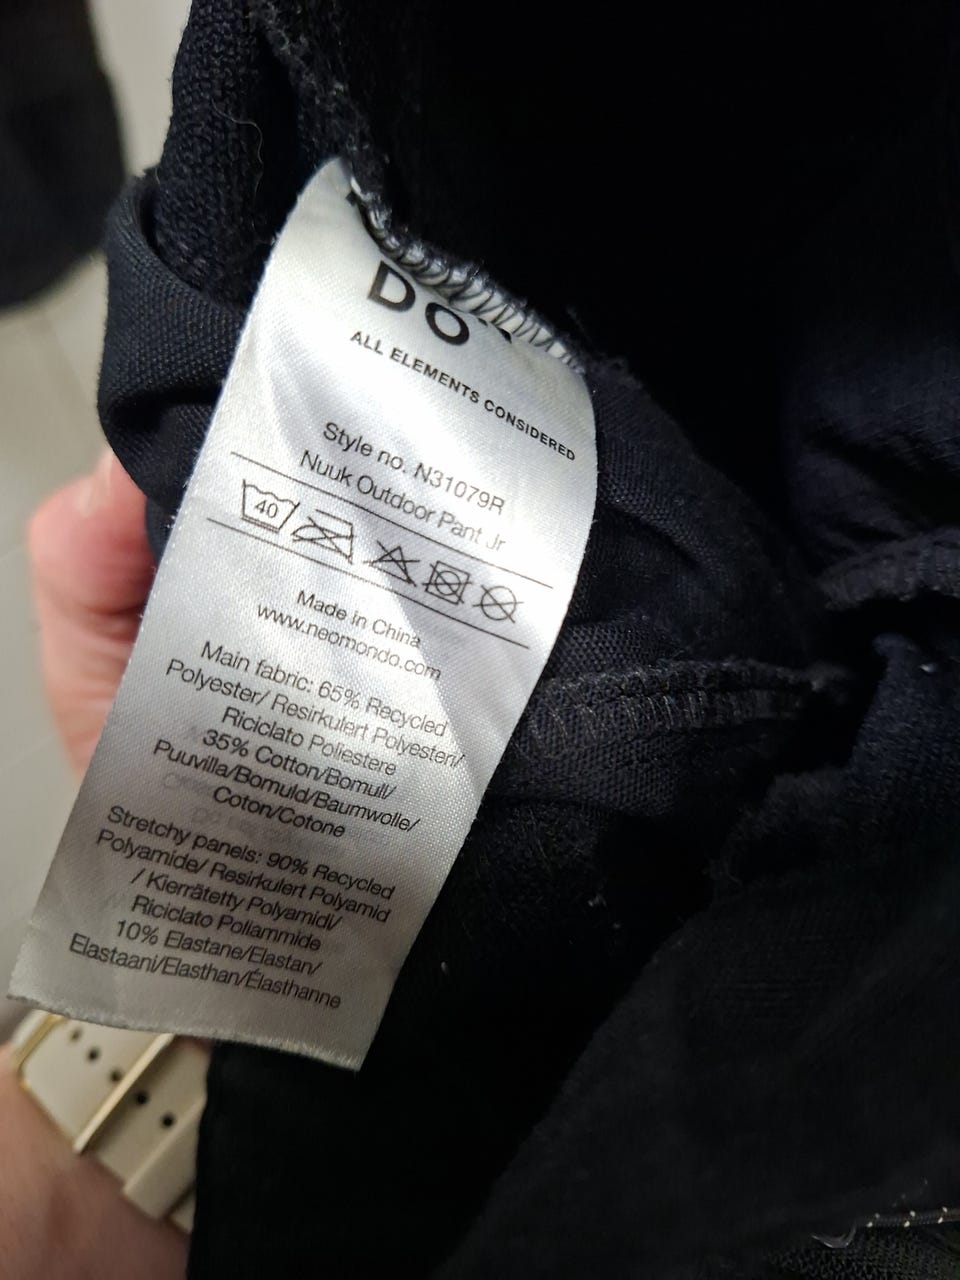 DO
ALL ELEMENTS CONSIDERED
Style no. N31079R
Nuuk Outdoor Pant Jr
40
Made in China
www.neomondo.com
Main fabric: 65% Recycled
Polyester/ Resirkulert Polyester/
Riciclato Poliestere
35% Cotton/Bomull/
Puuvilla/Bomuld/Baumwolle/
Coton/Cotone
Stretchy panels: 90% Recycled
Polyamide/ Resirkulert Polyamid
/ Kierrätetty Polyamidi/
Riciclato Poliammide
10% Elastane/Elastan/
Elastaani/Elasthan/Élasthanne